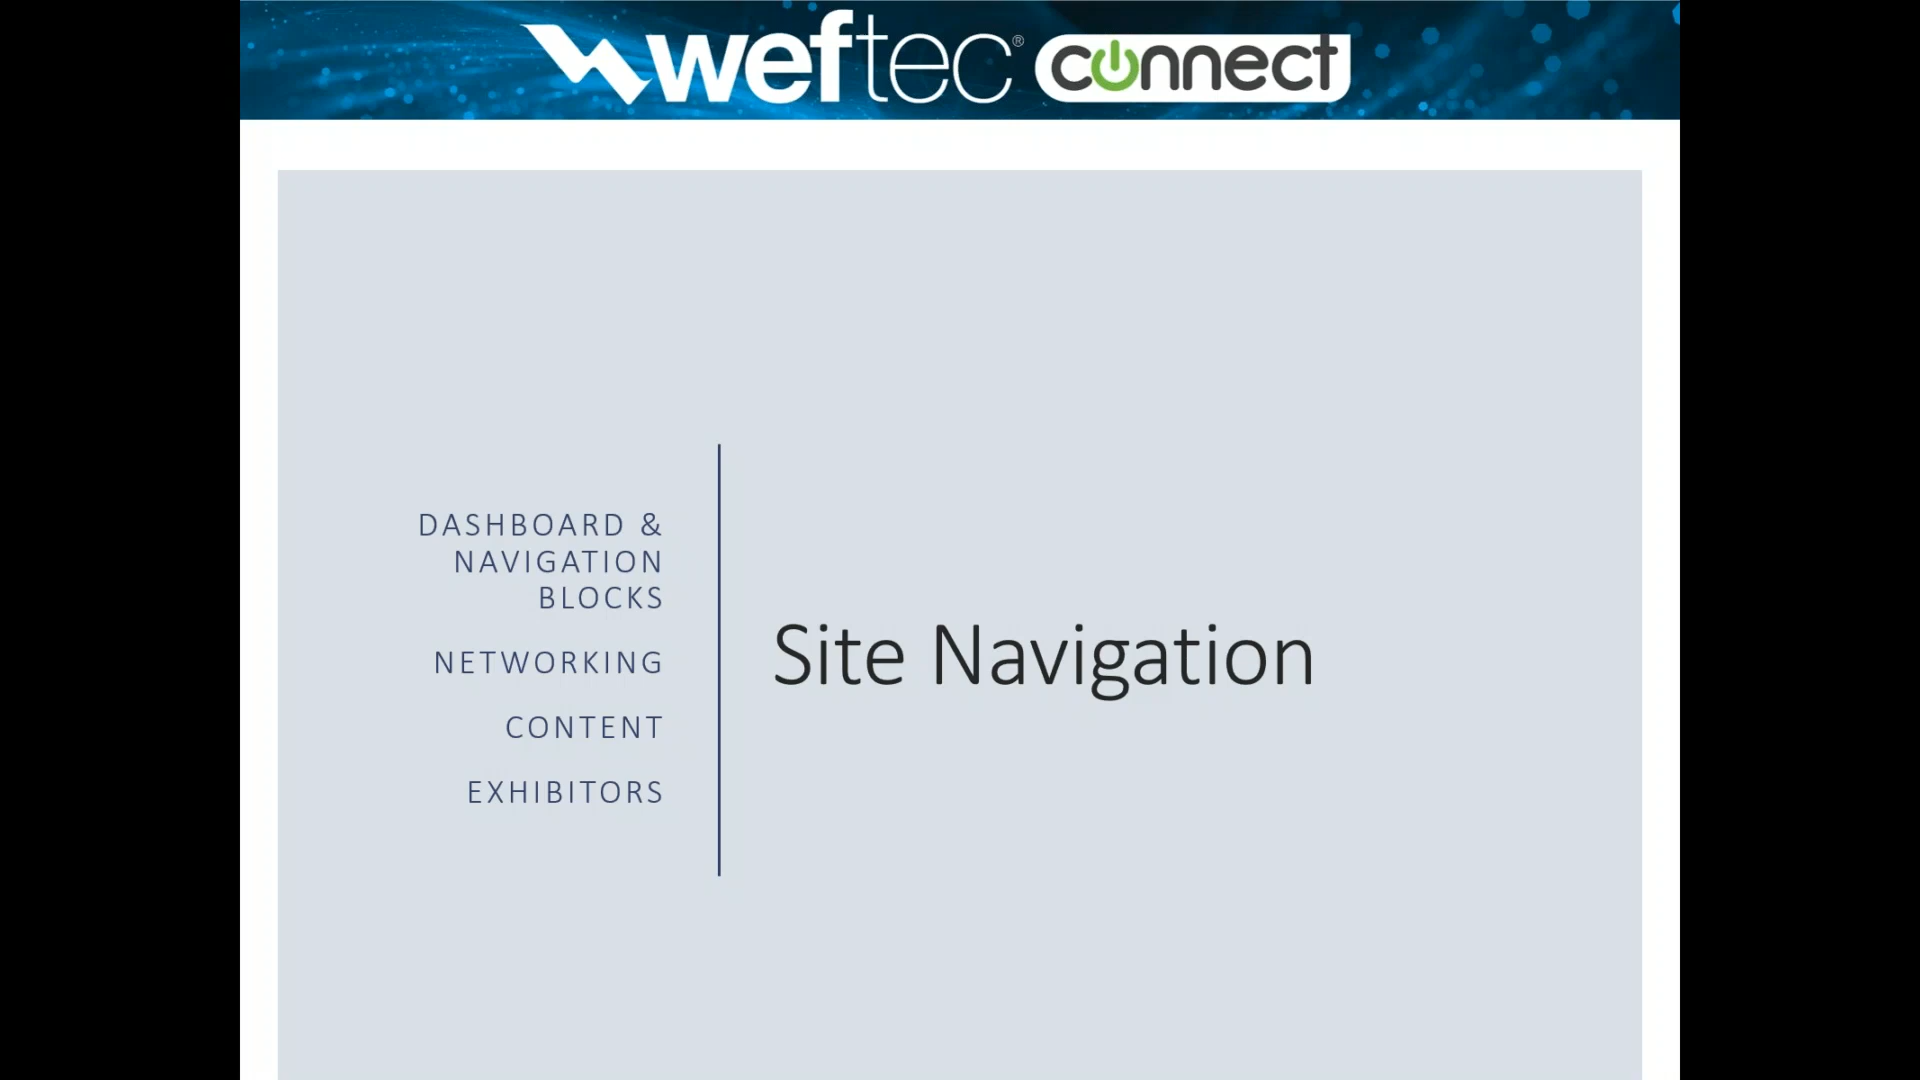 weftec® connect
DASHBOARD &
NAVIGATION
BLOCKS
NETWORKING
CONTENT
EXHIBITORS
Site Navigation